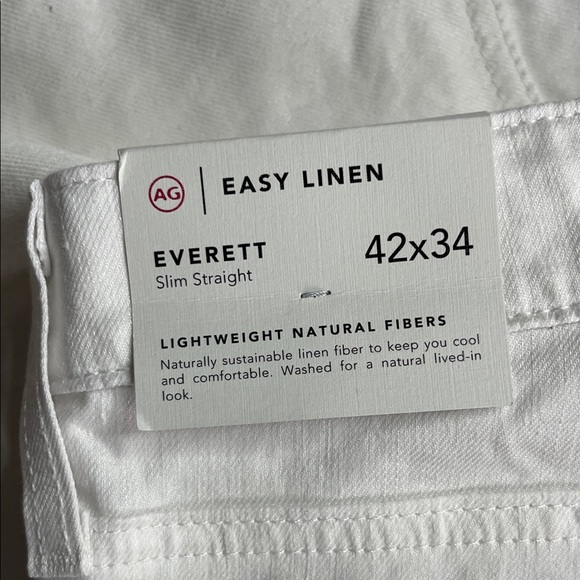 AG | EASY LINEN
EVERETT 42x34
Slim Straight
LIGHTWEIGHT NATURAL FIBERS
Naturally sustainable linen fiber to keep you cool
and comfortable. Washed for a natural lived-in
look.